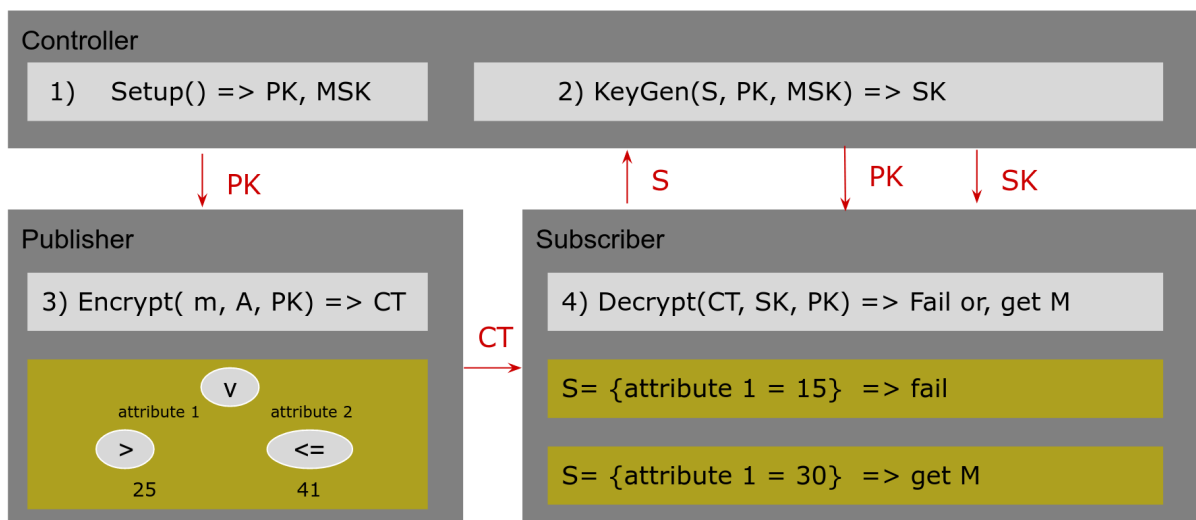 Controller
1) Setup() => PK, MSK
2) KeyGen(S, PK, MSK) => SK
PK
S
PK
SK
Publisher
3) Encrypt( m, A, PK) => CT
v
attribute 1
attribute 2
>
<=
25
41
CT
Subscriber
4) Decrypt(CT, SK, PK) => Fail or, get M
S= {attribute 1 = 15} => fail
S= {attribute 1 = 30} => get M